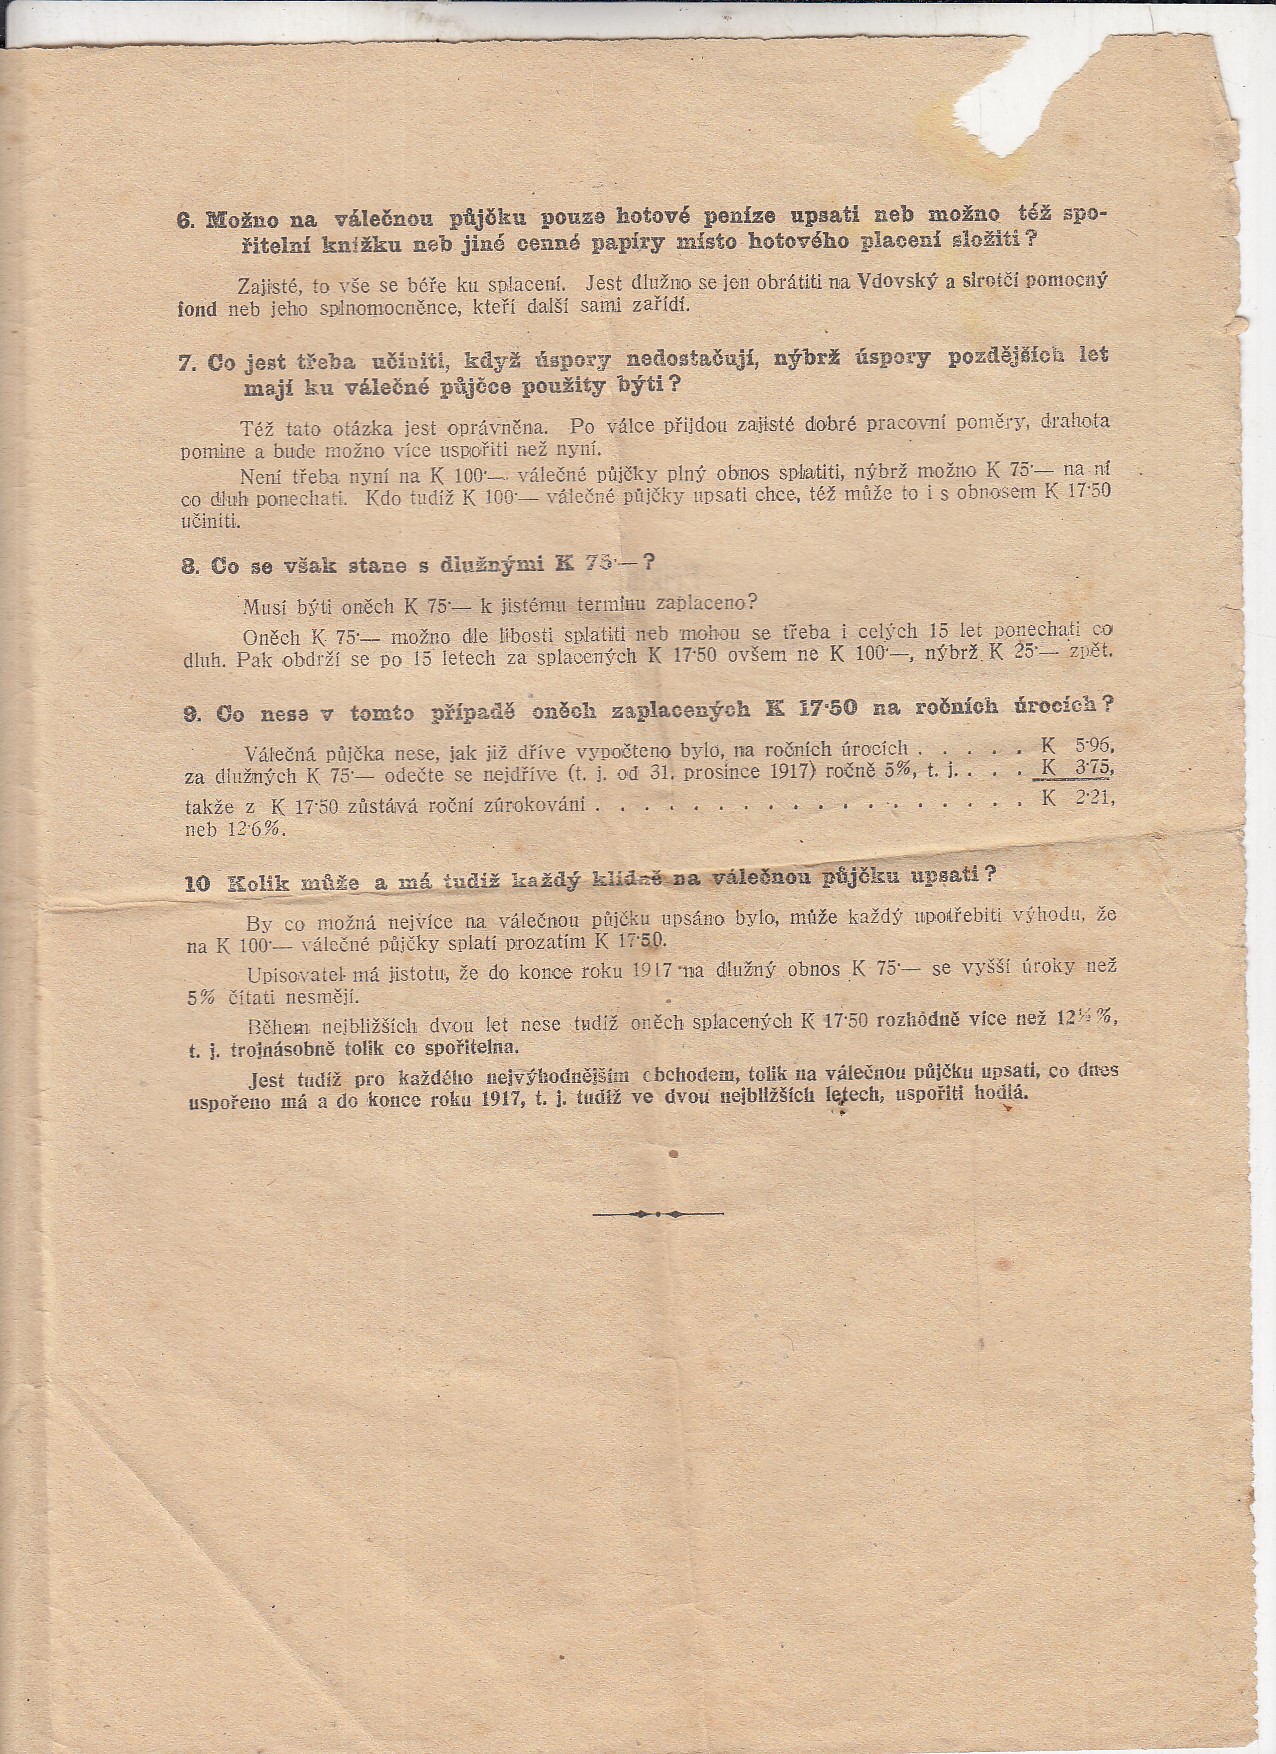 6. Možno na válečnou půjčku pouze hotové peníze upsati neb možno též spo-
řitelní knížku neb jiné cenné papíry místo hotového placení složiti?
Zajisté, to vše se béře ku splacení. Jest dlužno se jen obrátiti na Vdovský a sirotčí pomocný
fond neb jeho splnomocněnce, kteří další sami zařídí.
7. Co jest třeba učiniti, když úspory nedostačují, nýbrž úspory pozdějších let
mají ku válečné půjčce použity býti?
Též tato otázka jest oprávněna. Po válce přijdou zajisté dobré pracovní poměry, drahota
pomine a bude možno více uspořiti než nyní.
Není třeba nyní na K 100·— válečné půjčky plný obnos splatiti, nýbrž možno K 75·— na ní
co dluh ponechati. Kdo tudíž K 100·— válečné půjčky upsati chce, též může to i s obnosem K 17·50
učiniti.
8. Co se však stane s dlužnými K 75·—?
Musí býti oněch K 75·— k jistému terminu zaplaceno?
Oněch K 75·— možno dle libosti splatiti neb mohou se třeba i celých 15 let ponechati co
dluh. Pak obdrží se po 15 letech za splacených K 17·50 ovšem ne K 100·—, nýbrž K 25·— zpět.
9. Co nese v tomto případě oněch zaplacených K 17·50 na ročních úrocích?
Válečná půjčka nese, jak již dříve vypočteno bylo, na ročních úrocích . . . . . K 5·96,
za dlužných K 75·— odečte se nejdříve (t. j. od 31. prosince 1917) ročně 5%, t. j. . . . K 3·75,
takže z K 17·50 zůstává roční zúrokování . . . . . . . . . . . . . . . . . K 2·21,
neb 12·6%.
10 Kolik může a má tudíž každý klidně na válečnou půjčku upsati?
By co možná nejvíce na válečnou půjčku upsáno bylo, může každý upotřebiti výhodu, že
na K 100·— válečné půjčky splatí prozatím K 17·50.
Upisovatel má jistotu, že do konce roku 1917 na dlužný obnos K 75·— se vyšší úroky než
5% čítati nesmějí.
Během nejbližších dvou let nese tudíž oněch splacených K 17·50 rozhodně více než 12½%,
t. j. trojnásobně tolik co spořitelna.
Jest tudíž pro každého nejvýhodnějším obchodem, tolik na válečnou půjčku upsati, co dnes
uspořeno má a do konce roku 1917, t. j. tudíž ve dvou nejbližších letech, uspořiti hodlá.